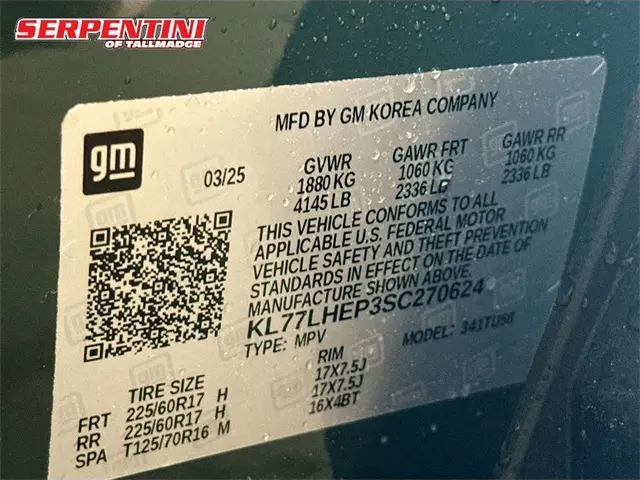 SERPENTINI
OF TALLMADGE
MFD BY GM KOREA COMPANY
gm
03/25
GVWR GAWR FRT GAWR RR
1880 KG 1060 KG 1060 KG
4145 LB 2336 LB 2336 LB
THIS VEHICLE CONFORMS TO ALL
APPLICABLE U.S. FEDERAL MOTOR
VEHICLE SAFETY AND THEFT PREVENTION
STANDARDS IN EFFECT ON THE DATE OF
MANUFACTURE SHOWN ABOVE.
KL77LHEP3SC270624
TYPE: MPV MODEL: 341TU56
TIRE SIZE RIM
FRT 225/60R17 H 17X7.5J
RR 225/60R17 H 17X7.5J
SPA T125/70R16 M 16X4BT